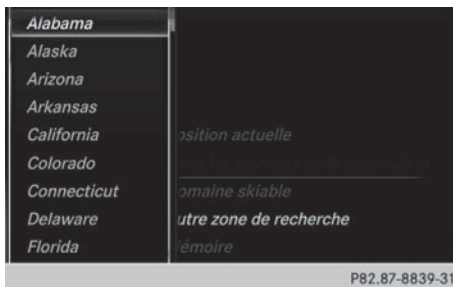 Alabama
Alaska
Arizona
Arkansas
California
osition actuelle
Colorado
Connecticut
omaine skiable
Delaware
utre zone de recherche
Florida
émoire
P82.87-8839-31